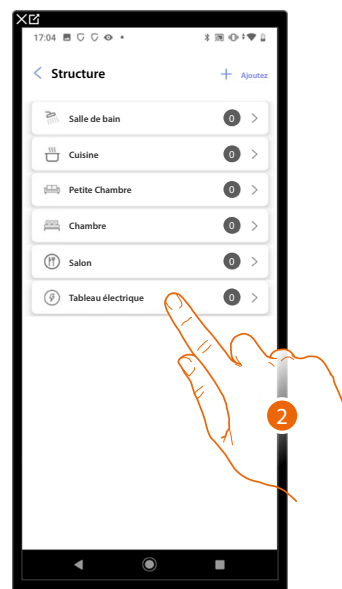 17:04
Structure
Ajoutez
Salle de bain 0
Cuisine 0
Petite Chambre 0
Chambre 0
Salon 0
Tableau électrique 0
2